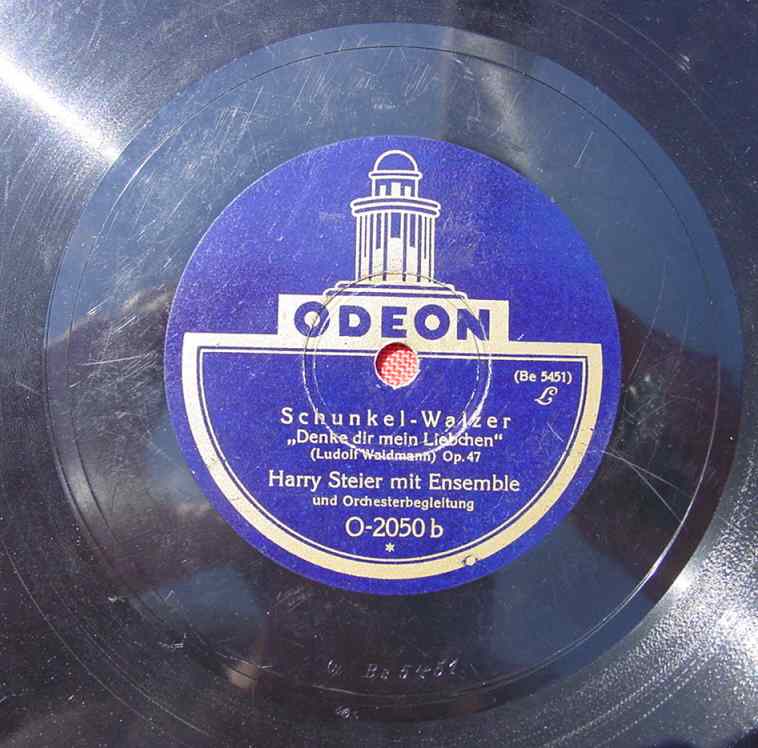 ODEON
(Be 5451)
L
Schunkel-Walzer
„Denke dir mein Liebchen“
(Ludolf Waldmann) Op. 47
Harry Steier mit Ensemble
und Orchesterbegleitung
O-2050 b
*
Be 5451